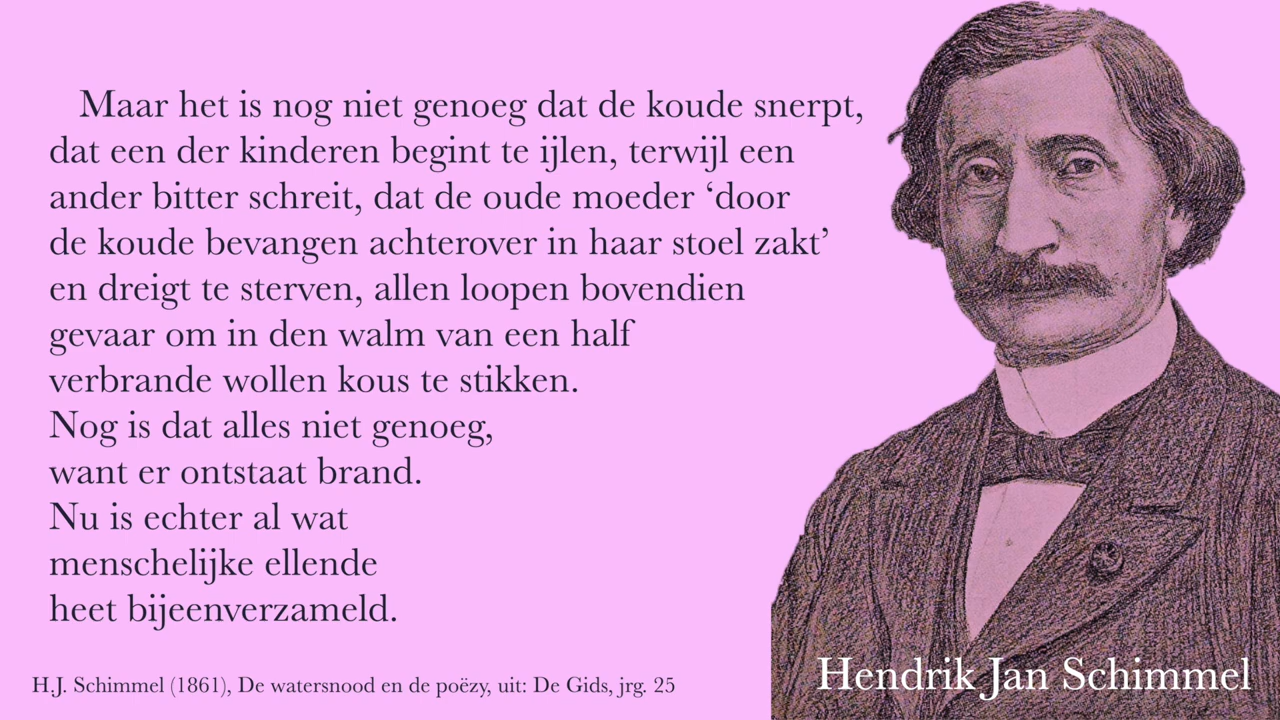 Maar het is nog niet genoeg dat de koude snerpt,
dat een der kinderen begint te ijlen, terwijl een
ander bitter schreit, dat de oude moeder ‘door
de koude bevangen achterover in haar stoel zakt’
en dreigt te sterven, allen loopen bovendien
gevaar om in den walm van een half
verbrande wollen kous te stikken.
Nog is dat alles niet genoeg,
want er ontstaat brand.
Nu is echter al wat
menschelijke ellende
heet bijeenverzameld.
H.J. Schimmel (1861), De watersnood en de poëzy, uit: De Gids, jrg. 25
Hendrik Jan Schimmel